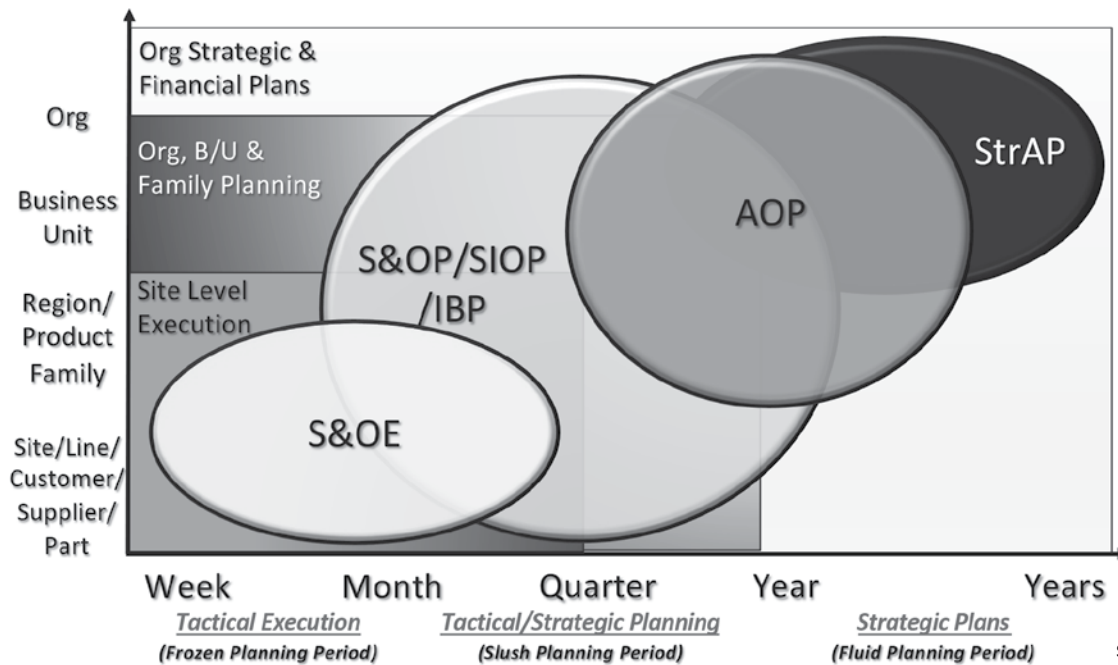 Org Strategic &
Financial Plans
Org
Org, B/U &
Family Planning
StrAP
Business
Unit
AOP
S&OP/SIOP
/IBP
Site Level
Execution
Region/
Product
Family
S&OE
Site/Line/
Customer/
Supplier/
Part
Week Month Quarter Year Years
Tactical Execution Tactical/Strategic Planning Strategic Plans
(Frozen Planning Period) (Slush Planning Period) (Fluid Planning Period)